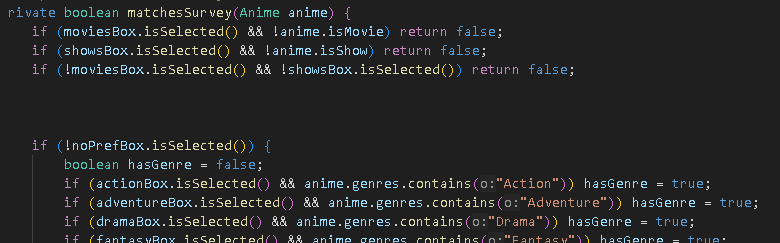 rivate boolean matchesSurvey(Anime anime) {
if (moviesBox.isSelected() && !anime.isMovie) return false;
if (showsBox.isSelected() && !anime.isShow) return false;
if (!moviesBox.isSelected() && !showsBox.isSelected()) return false;
if (!noPrefBox.isSelected()) {
boolean hasGenre = false;
if (actionBox.isSelected() && anime.genres.contains(o:"Action")) hasGenre = true;
if (adventureBox.isSelected() && anime.genres.contains(o:"Adventure")) hasGenre = true;
if (dramaBox.isSelected() && anime.genres.contains(o:"Drama")) hasGenre = true;
if (fantasyBox.isSelected() && anime.genres.contains(o:"Fantasy")) hasGenre = true;